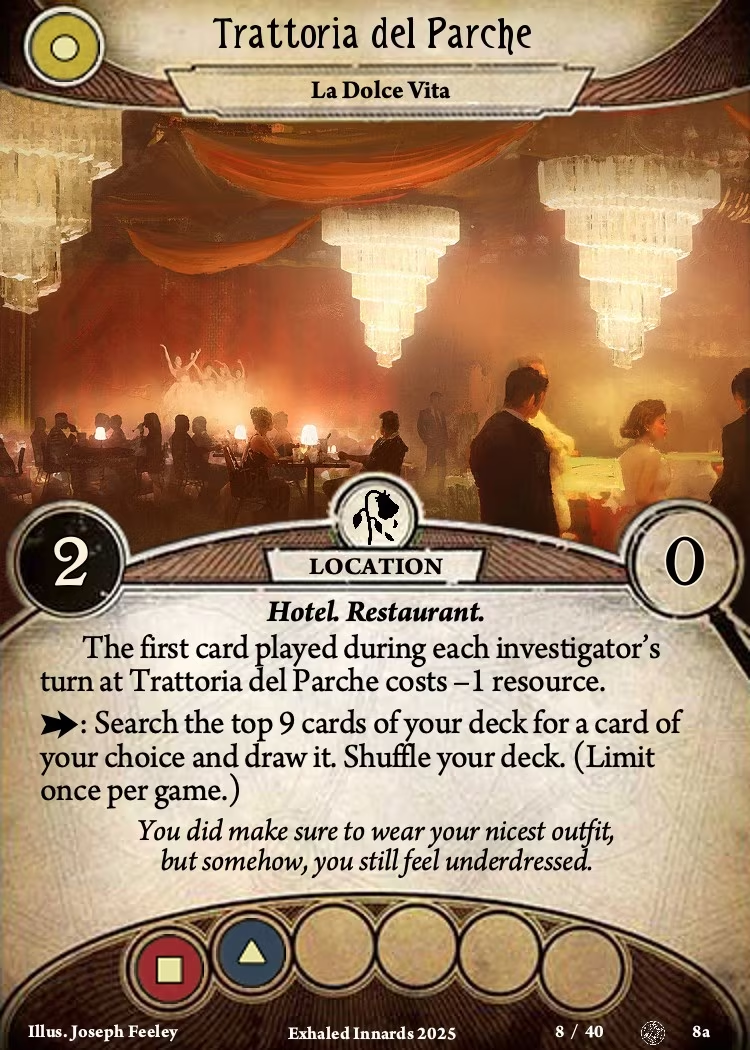 Trattoria del Parche
La Dolce Vita
2
LOCATION
0
Hotel. Restaurant.
The first card played during each investigator’s
turn at Trattoria del Parche costs –1 resource.
: Search the top 9 cards of your deck for a card of
your choice and draw it. Shuffle your deck. (Limit
once per game.)
You did make sure to wear your nicest outfit,
but somehow, you still feel underdressed.
Illus. Joseph Feeley
Exhaled Innards 2025
8 / 40
8a